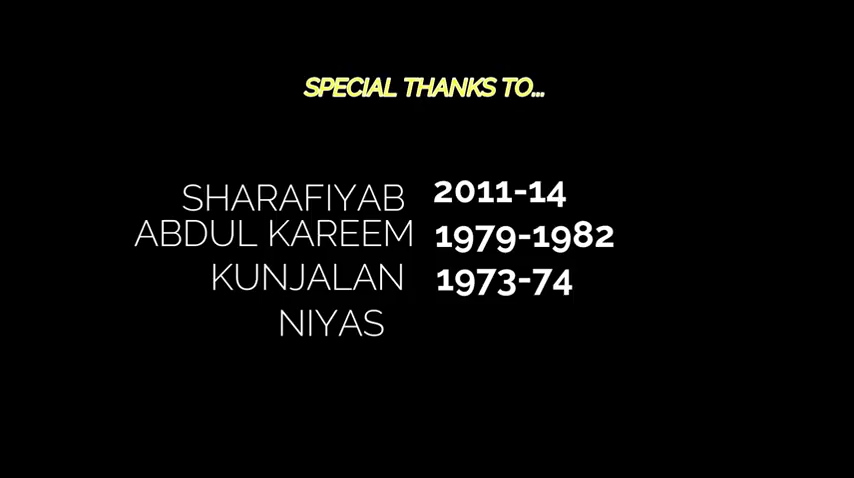 SPECIAL THANKS TO...
SHARAFIYAB 2011-14
ABDUL KAREEM 1979-1982
KUNJALAN 1973-74
NIYAS